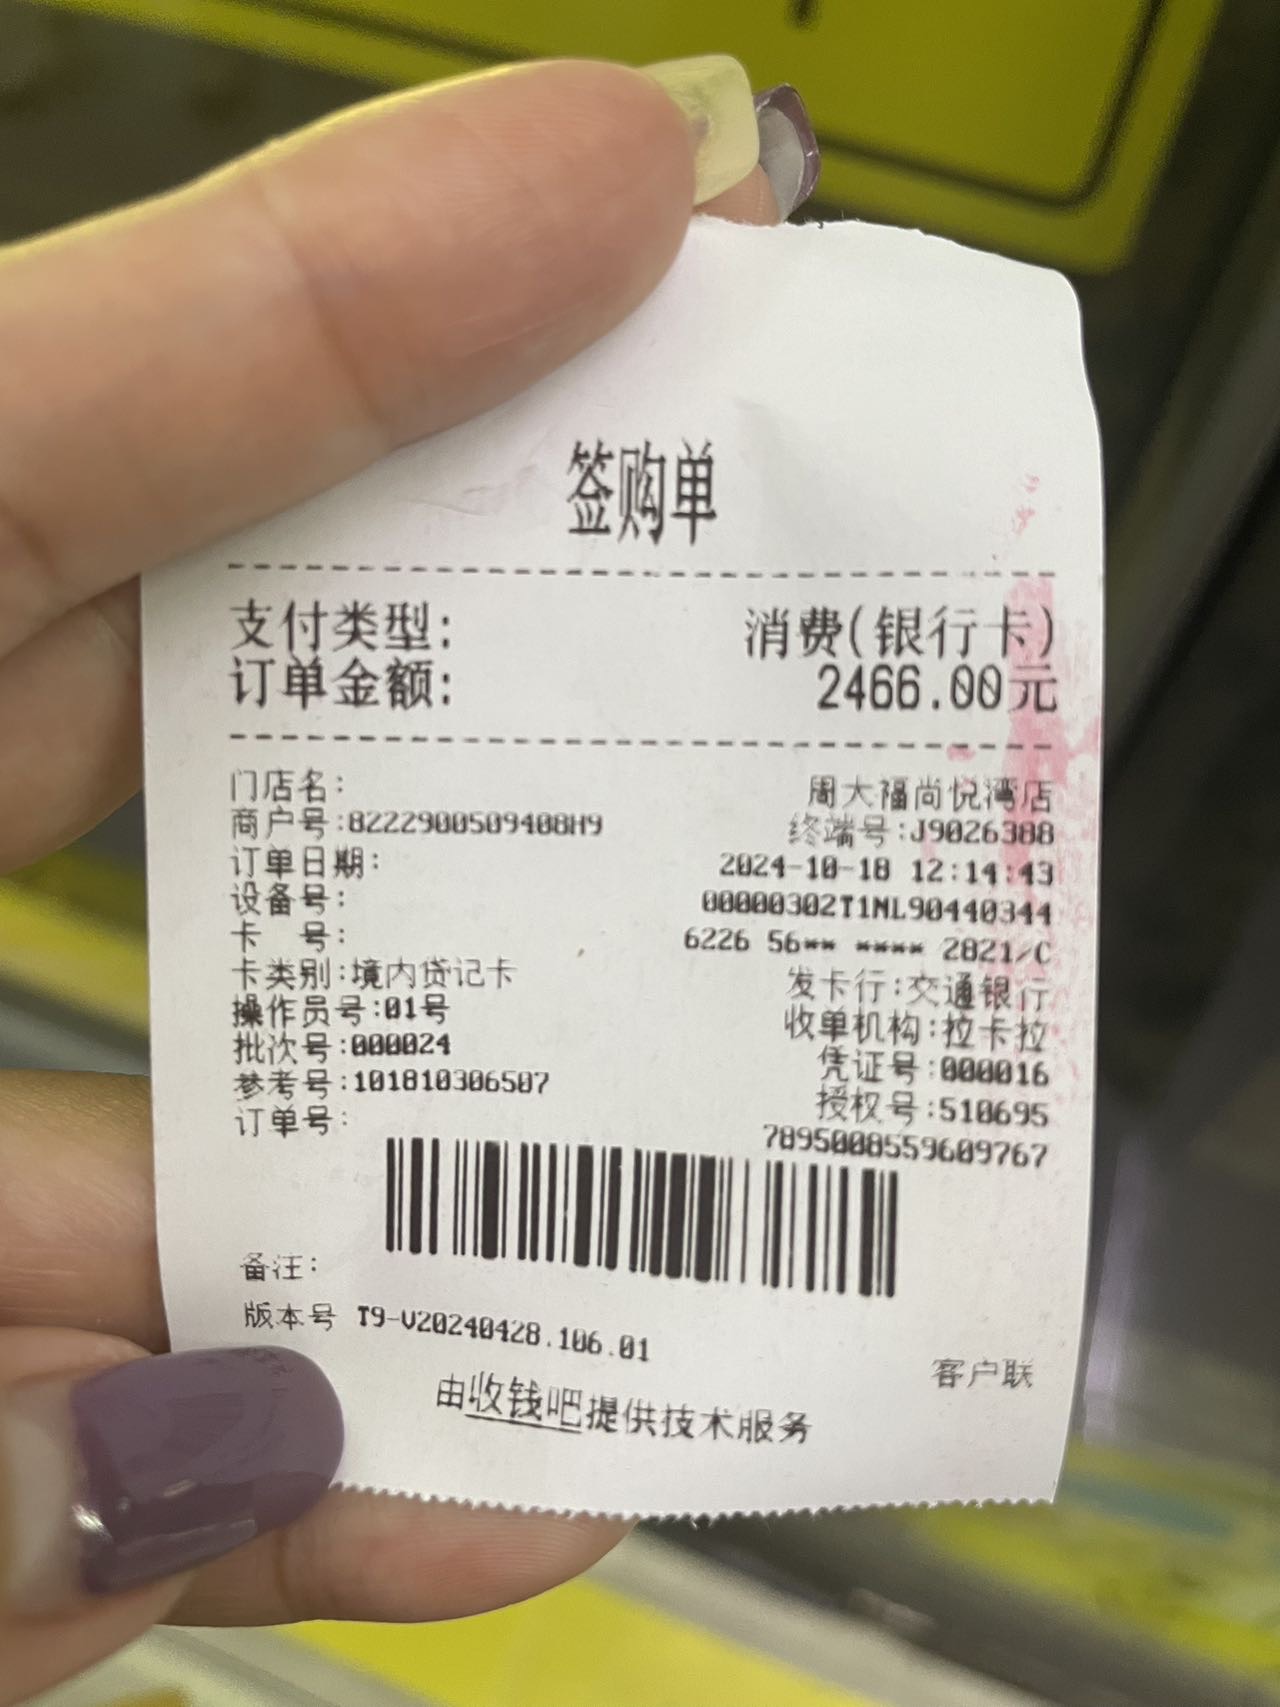 签购单
支付类型: 消费(银行卡)
订单金额: 2466.00元
门店名: 周大福尚悦湾店
商户号:8222900509408H9 终端号:J9026388
订单日期: 2024-10-18 12:14:43
设备号: 00000302T1NL90440344
卡 号: 6226 56** **** 2821/C
卡类别:境内贷记卡 发卡行:交通银行
操作员号:01号 收单机构:拉卡拉
批次号:000024 凭证号:000016
参考号:101810306507 授权号:510695
订单号: 7895008559609767
备注:
版本号 T9-V20240428.106.01
客户联
由收钱吧提供技术服务